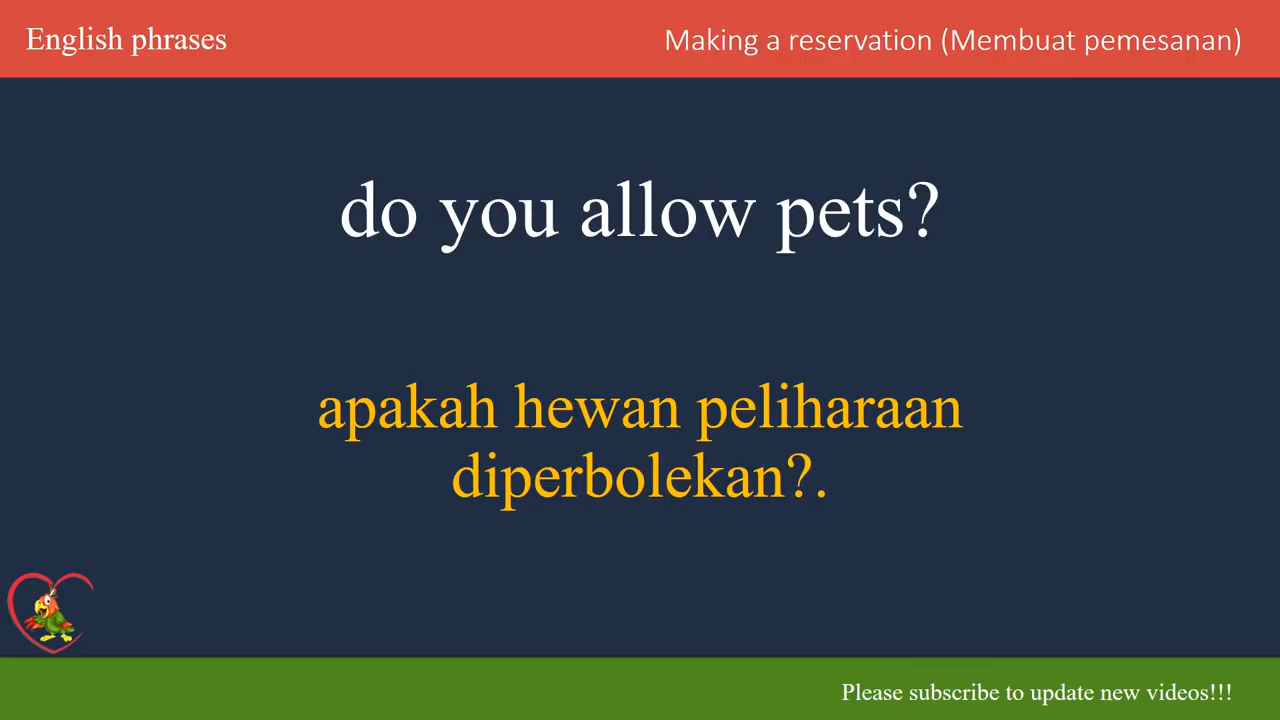 English phrases
Making a reservation (Membuat pemesanan)
do you allow pets?
apakah hewan peliharaan
diperbolekan?.
Please subscribe to update new videos!!!